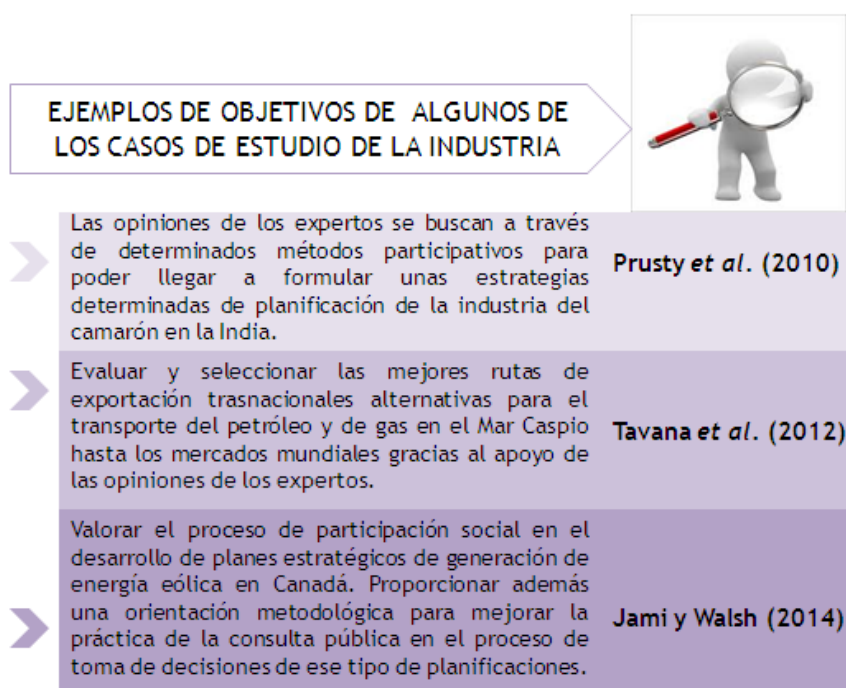 EJEMPLOS DE OBJETIVOS DE ALGUNOS DE
LOS CASOS DE ESTUDIO DE LA INDUSTRIA
Las opiniones de los expertos se buscan a través
de determinados métodos participativos para
poder llegar a formular unas estrategias
determinadas de planificación de la industria del
camarón en la India.
Prusty et al. (2010)
Evaluar y seleccionar las mejores rutas de
exportación trasnacionales alternativas para el
transporte del petróleo y de gas en el Mar Caspio
hasta los mercados mundiales gracias al apoyo de
las opiniones de los expertos.
Tavana et al. (2012)
Valorar el proceso de participación social en el
desarrollo de planes estratégicos de generación de
energía eólica en Canadá. Proporcionar además
una orientación metodológica para mejorar la
práctica de la consulta pública en el proceso de
toma de decisiones de ese tipo de planificaciones.
Jami y Walsh (2014)